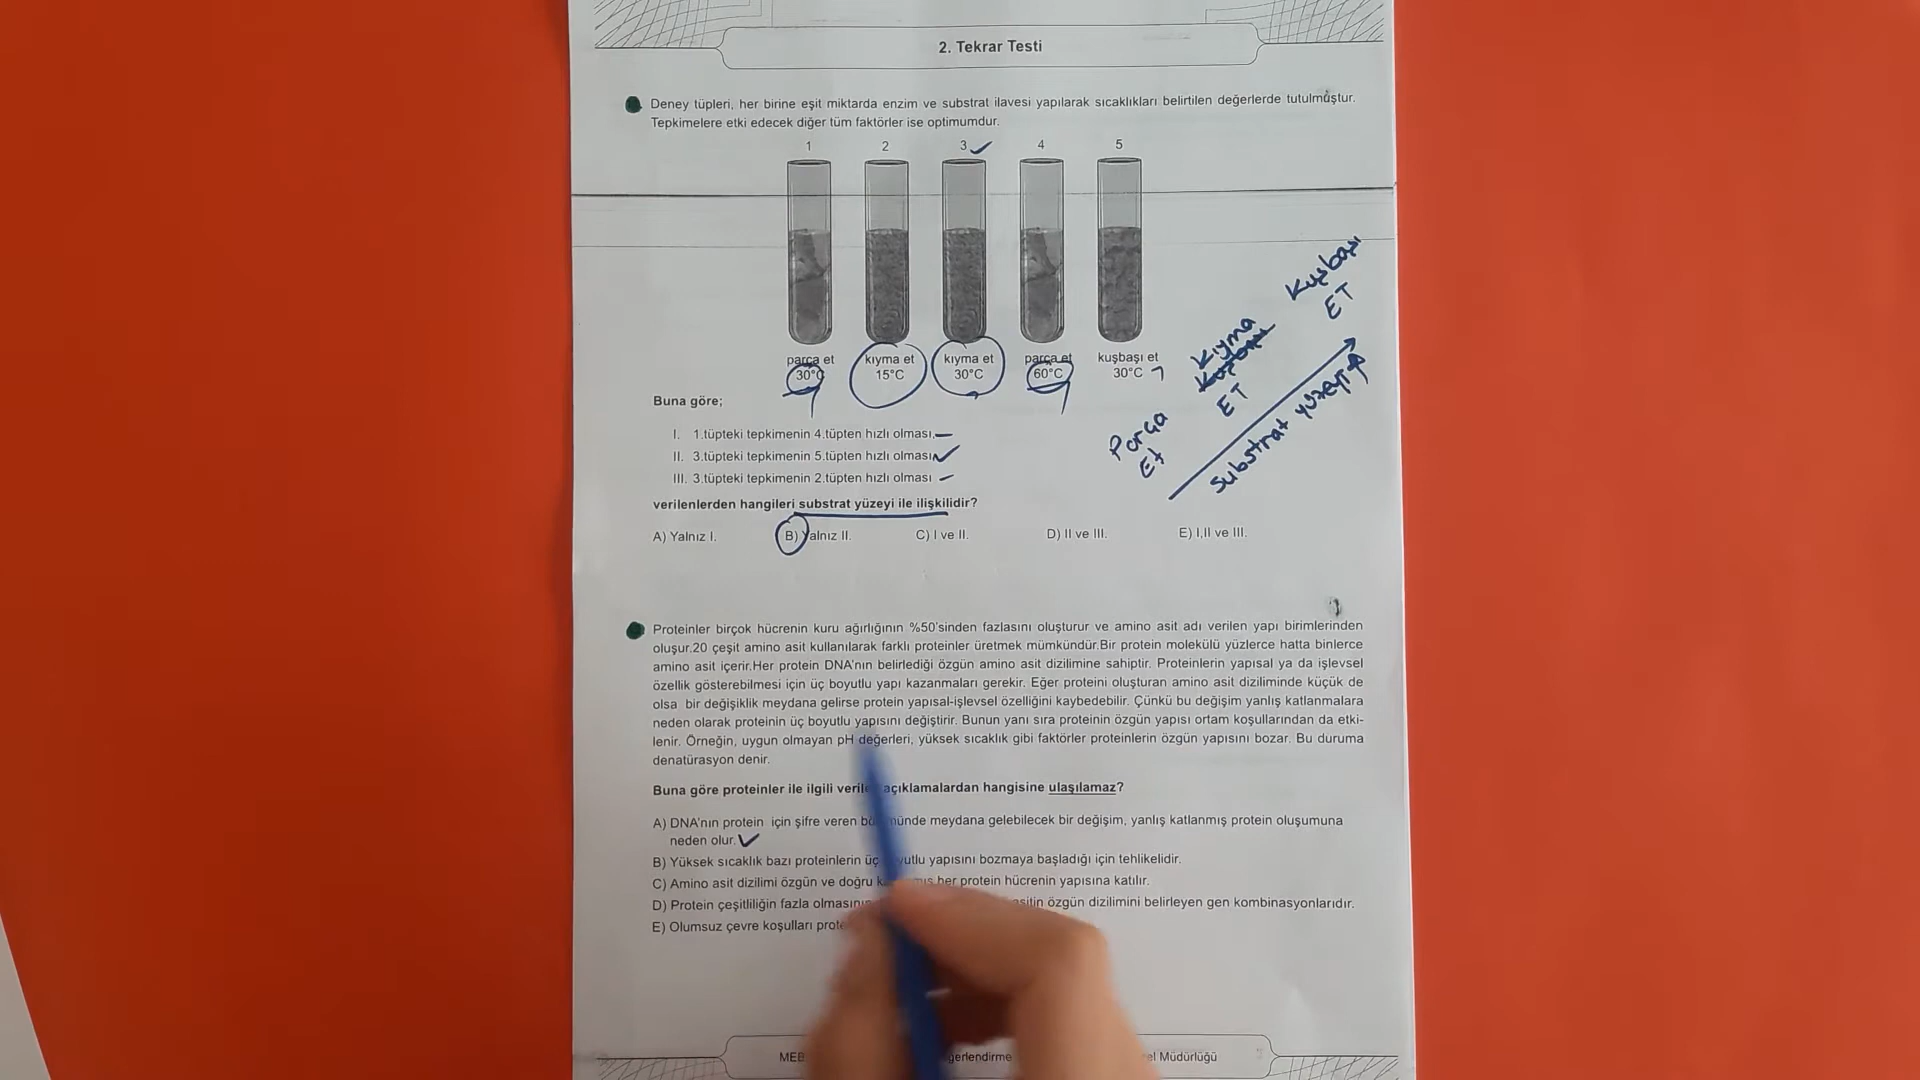 2. Tekrar Testi
Deney tüpleri, her birine eşit miktarda enzim ve substrat ilavesi yapılarak sıcaklıkları belirtilen değerlerde tutulmuştur.
Tepkimelere etki edecek diğer tüm faktörler ise optimumdur.
1 2 3 4 5
parça et kıyma et kıyma et parça et kuşbaşı et
30°C 15°C 30°C 60°C 30°C
Parça
Et
Kıyma
ET
Kuşbaşı
ET
Substrat yüzeyi
Buna göre;
I. 1.tüpteki tepkimenin 4.tüpten hızlı olması
II. 3.tüpteki tepkimenin 5.tüpten hızlı olması
III. 3.tüpteki tepkimenin 2.tüpten hızlı olması
verilenlerden hangileri substrat yüzeyi ile ilişkilidir?
A) Yalnız I. B) Yalnız II. C) I ve II. D) II ve III. E) I,II ve III.
Proteinler birçok hücrenin kuru ağırlığının %50'sinden fazlasını oluşturur ve amino asit adı verilen yapı birimlerinden
oluşur.20 çeşit amino asit kullanılarak farklı proteinler üretmek mümkündür.Bir protein molekülü yüzlerce hatta binlerce
amino asit içerir.Her protein DNA'nın belirlediği özgün amino asit dizilimine sahiptir. Proteinlerin yapısal ya da işlevsel
özellik gösterebilmesi için üç boyutlu yapı kazanmaları gerekir. Eğer proteini oluşturan amino asit diziliminde küçük de
olsa bir değişiklik meydana gelirse protein yapısal-işlevsel özelliğini kaybedebilir. Çünkü bu değişim yanlış katlanmalara
neden olarak proteinin üç boyutlu yapısını değiştirir. Bunun yanı sıra proteinin özgün yapısı ortam koşullarından da etki-
lenir. Örneğin, uygun olmayan pH değerleri, yüksek sıcaklık gibi faktörler proteinlerin özgün yapısını bozar. Bu duruma
denatürasyon denir.
Buna göre proteinler ile ilgili verile açıklamalardan hangisine ulaşılamaz?
A) DNA'nın protein için şifre veren bö münde meydana gelebilecek bir değişim, yanlış katlanmış protein oluşumuna
neden olur.
B) Yüksek sıcaklık bazı proteinlerin üç yutlu yapısını bozmaya başladığı için tehlikelidir.
C) Amino asit dizilimi özgün ve doğru her protein hücrenin yapısına katılır.
D) Protein çeşitliliğin fazla olmasının özgün dizilimini belirleyen gen kombinasyonlarıdır.
E) Olumsuz çevre koşulları prote
MEB ğerlendirme el Müdürlüğü